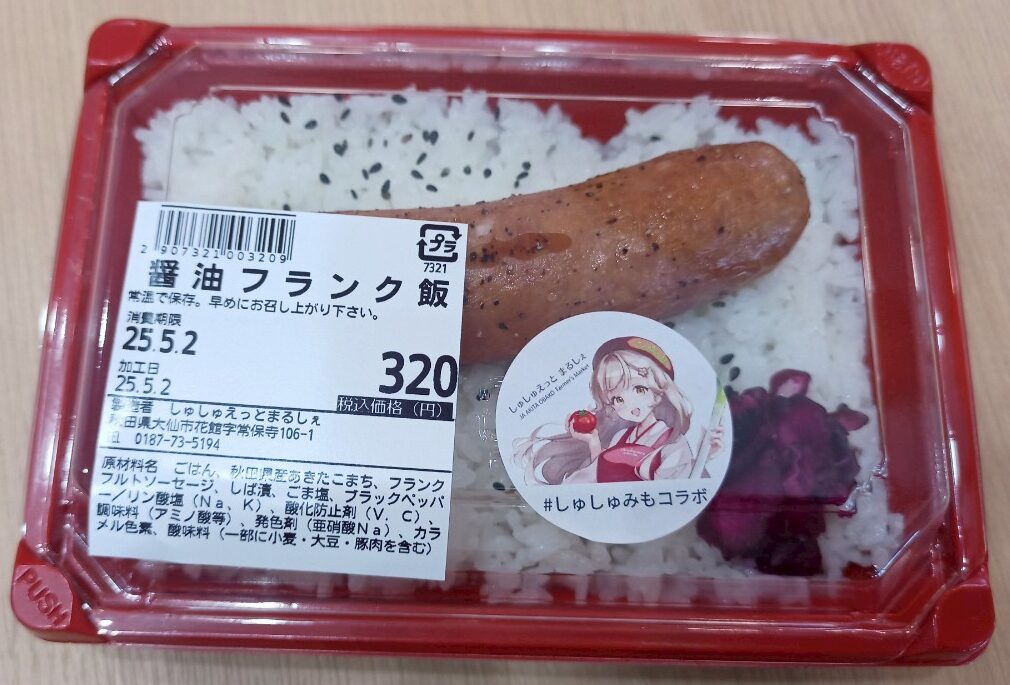 2 907321 003209
プラ
7321
醤油フランク飯
常温で保存。早めにお召し上がり下さい。
消費期限
25.5.2
加工日
25.5.2
320
税込価格(円)
製造者 しゅしゅえっとまるしぇ
秋田県大仙市花館字常保寺106-1
℡ 0187-73-5194
原材料名 ごはん、秋田県産あきたこまち、フランク
フルトソーセージ、しば漬、ごま塩、ブラックペッパ
ー/リン酸塩(Na、K)、酸化防止剤(V.C)、
調味料(アミノ酸等)、発色剤(亜硝酸Na)、カラ
メル色素、酸味料(一部に小麦・大豆・豚肉を含む)
しゅしゅえっと まるしぇ
JA AKITA OBAKO Farmer's Market
#しゅしゅみもコラボ
PUSH